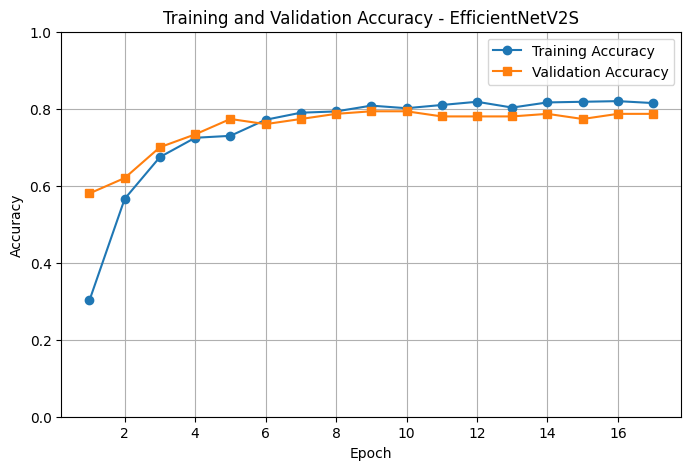 Training and Validation Accuracy - EfficientNetV2S
Training Accuracy
Validation Accuracy
1.0
0.8
0.6
0.4
0.2
0.0
Accuracy
2 4 6 8 10 12 14 16
Epoch